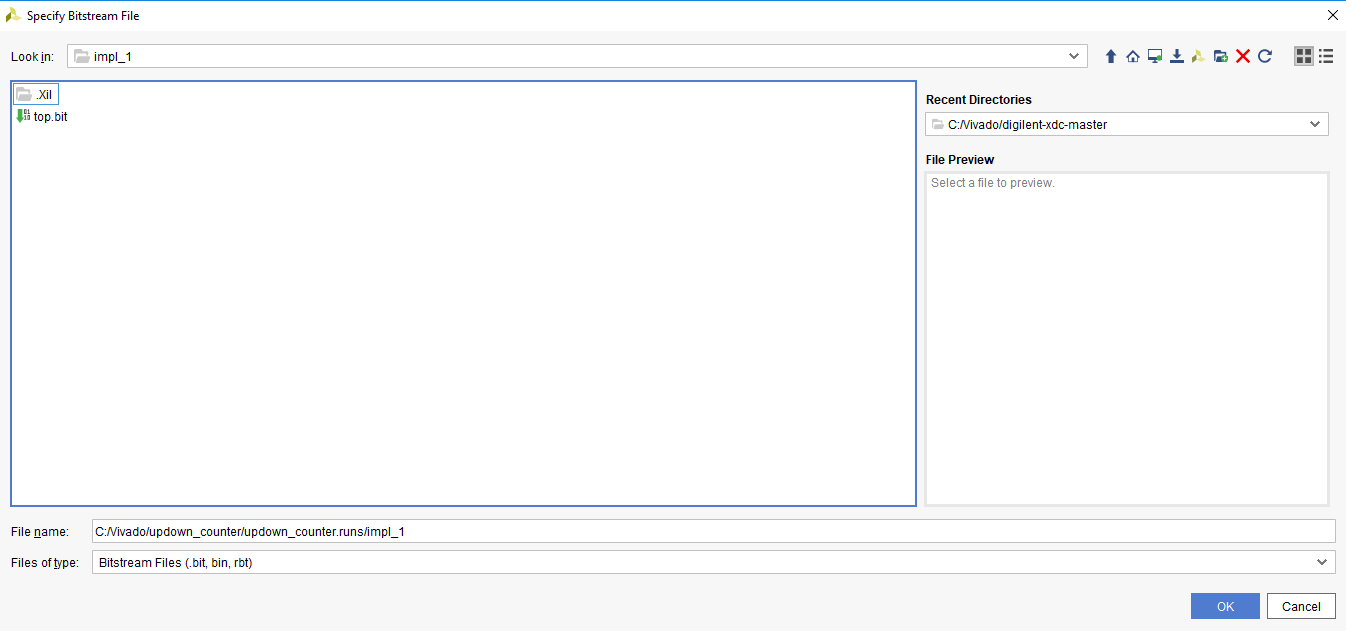 Specify Bitstream File
Look in: impl_1
.Xil
top.bit
Recent Directories
C:/Vivado/digilent-xdc-master
File Preview
Select a file to preview.
File name: C:/Vivado/updown_counter/updown_counter.runs/impl_1
Files of type: Bitstream Files (.bit, bin, rbt)
OK Cancel